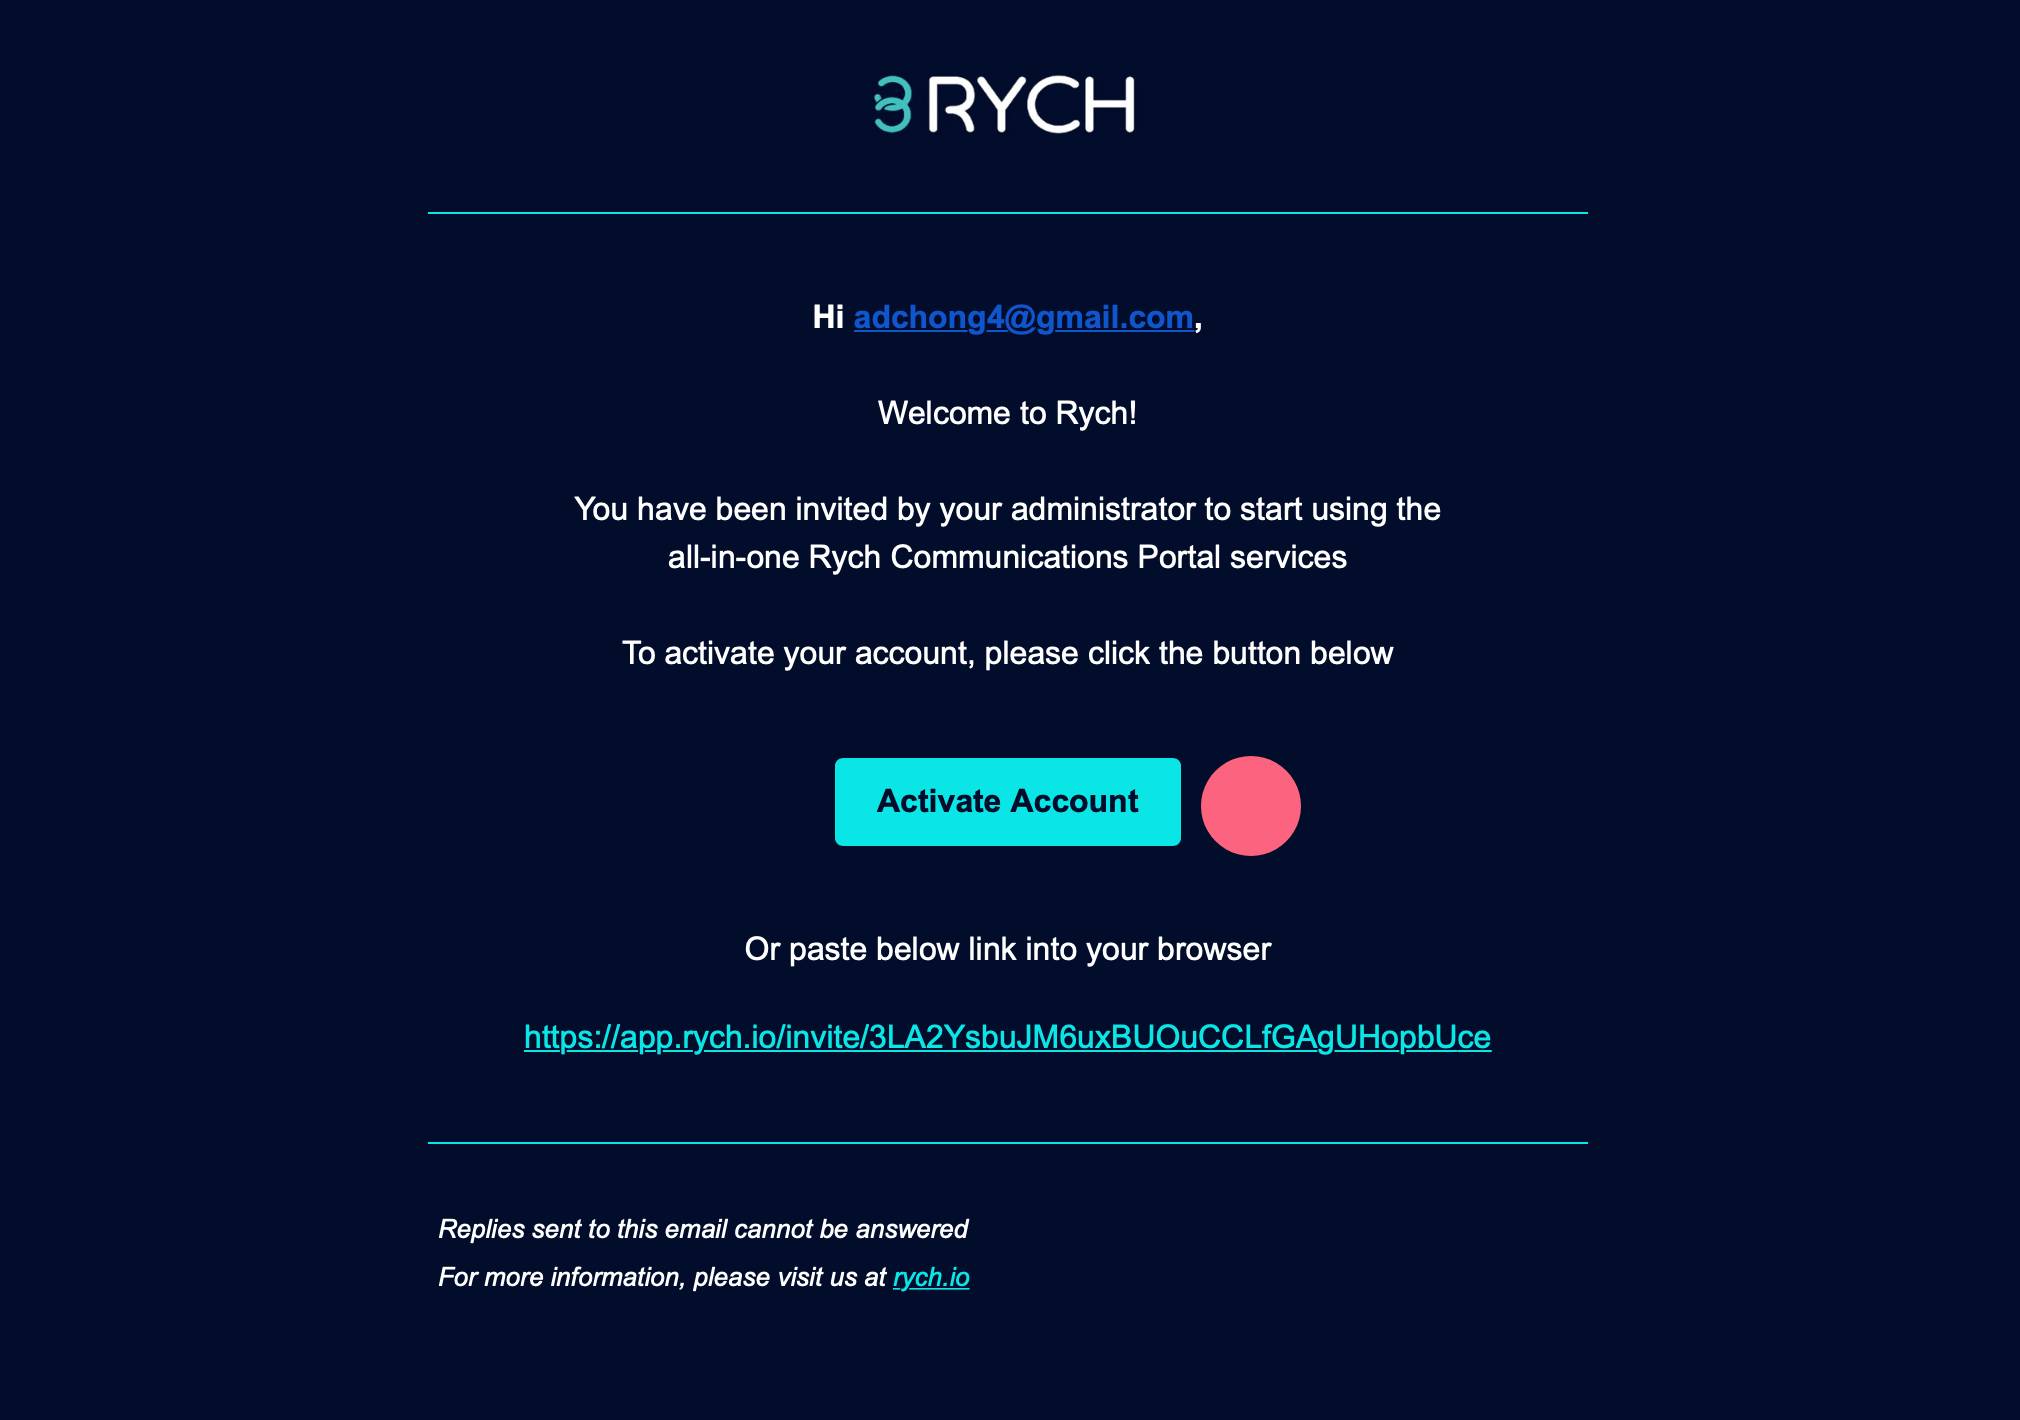 RYCH
Hi adchong4@gmail.com,
Welcome to Rych!
You have been invited by your administrator to start using the
all-in-one Rych Communications Portal services
To activate your account, please click the button below
Activate Account
Or paste below link into your browser
https://app.rych.io/invite/3LA2YsbuJM6uxBUOuCCLfGAgUHopbUce
Replies sent to this email cannot be answered
For more information, please visit us at rych.io